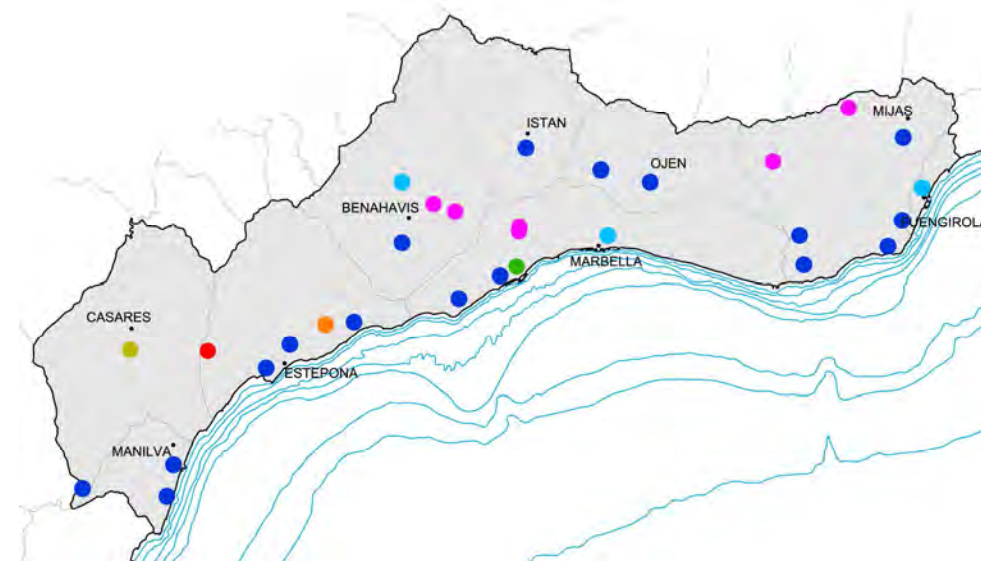 ISTAN
MIJAS
OJEN
BENAHAVIS
FUENGIROLA
MARBELLA
CASARES
ESTEPONA
MANILVA